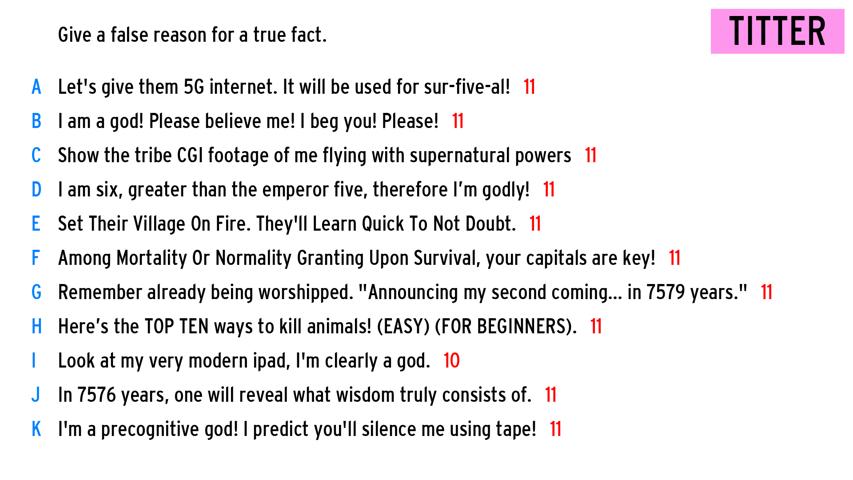 Give a false reason for a true fact.
TITTER
A Let's give them 5G internet. It will be used for sur-five-al! 11
B I am a god! Please believe me! I beg you! Please! 11
C Show the tribe CGI footage of me flying with supernatural powers 11
D I am six, greater than the emperor five, therefore I'm godly! 11
E Set Their Village On Fire. They'll Learn Quick To Not Doubt. 11
F Among Mortality Or Normality Granting Upon Survival, your capitals are key! 11
G Remember already being worshipped. "Announcing my second coming... in 7579 years." 11
H Here's the TOP TEN ways to kill animals! (EASY) (FOR BEGINNERS). 11
I Look at my very modern ipad, I'm clearly a god. 10
J In 7576 years, one will reveal what wisdom truly consists of. 11
K I'm a precognitive god! I predict you'll silence me using tape! 11